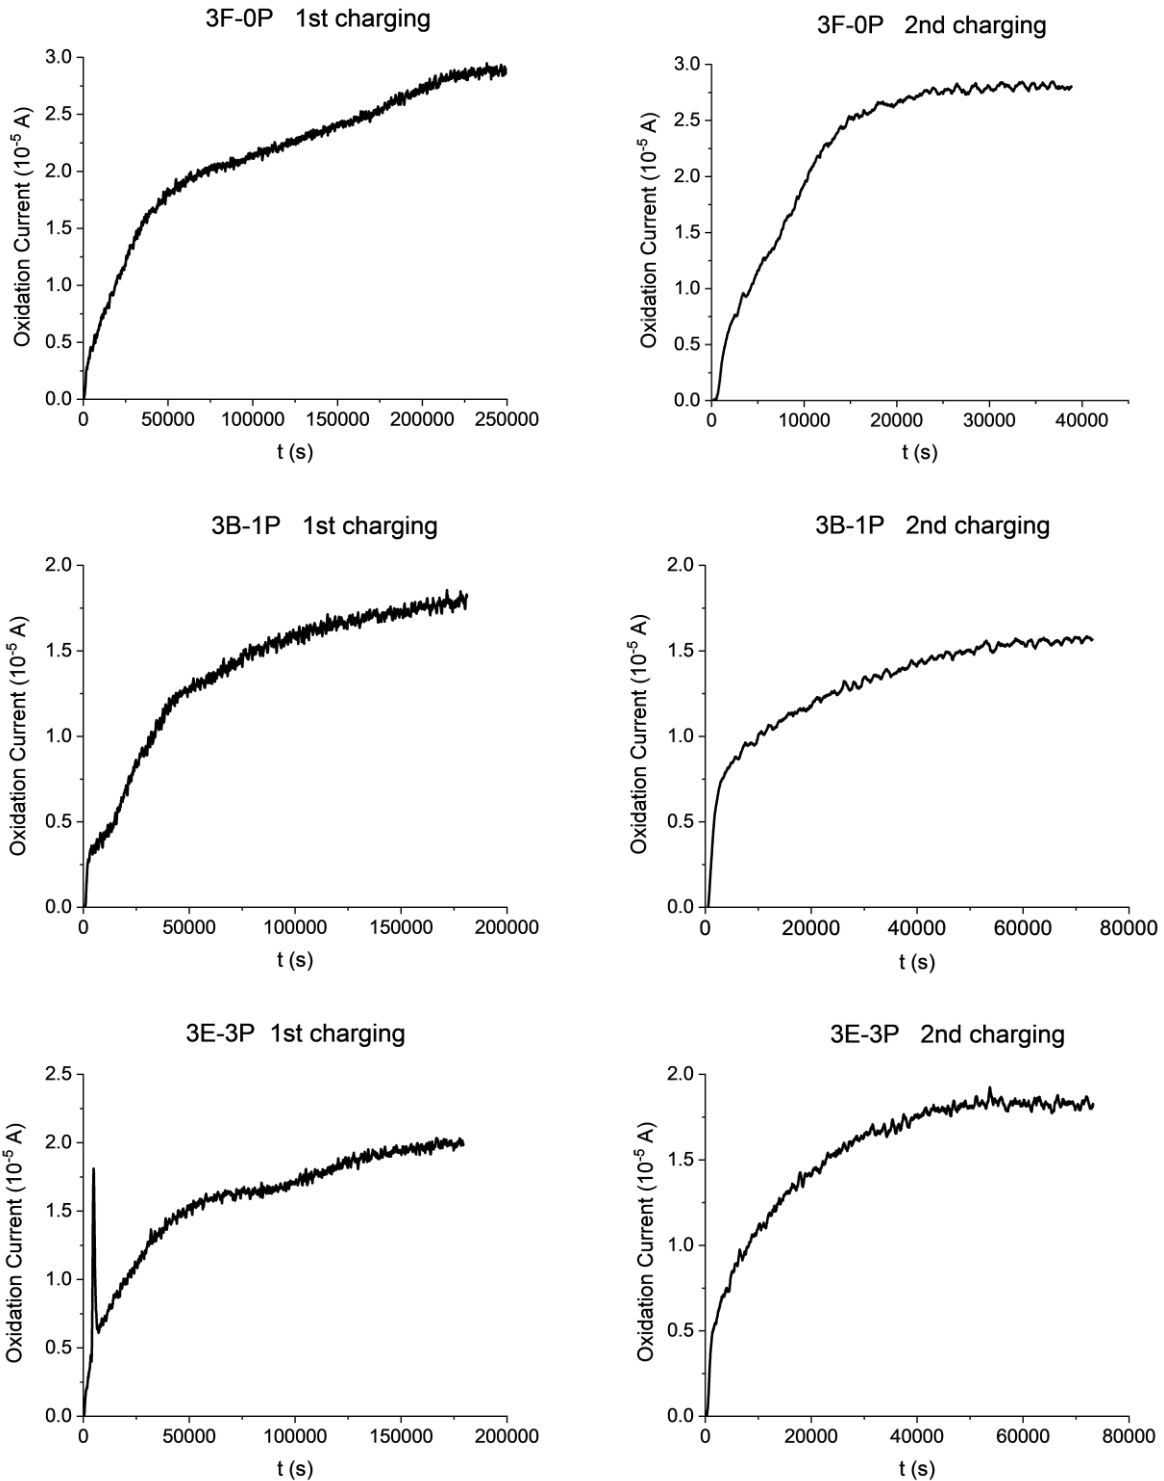 3F-0P 1st charging
3.0
2.5
2.0
1.5
1.0
0.5
0.0
Oxidation Current (10⁻⁵ A)
0 50000 100000 150000 200000 250000
t (s)
3F-0P 2nd charging
3.0
2.5
2.0
1.5
1.0
0.5
0.0
Oxidation Current (10⁻⁵ A)
0 10000 20000 30000 40000
t (s)
3B-1P 1st charging
2.0
1.5
1.0
0.5
0.0
Oxidation Current (10⁻⁵ A)
0 50000 100000 150000 200000
t (s)
3B-1P 2nd charging
2.0
1.5
1.0
0.5
0.0
Oxidation Current (10⁻⁵ A)
0 20000 40000 60000 80000
t (s)
3E-3P 1st charging
2.5
2.0
1.5
1.0
0.5
0.0
Oxidation Current (10⁻⁵ A)
0 50000 100000 150000 200000
t (s)
3E-3P 2nd charging
2.0
1.5
1.0
0.5
0.0
Oxidation Current (10⁻⁵ A)
0 20000 40000 60000 80000
t (s)